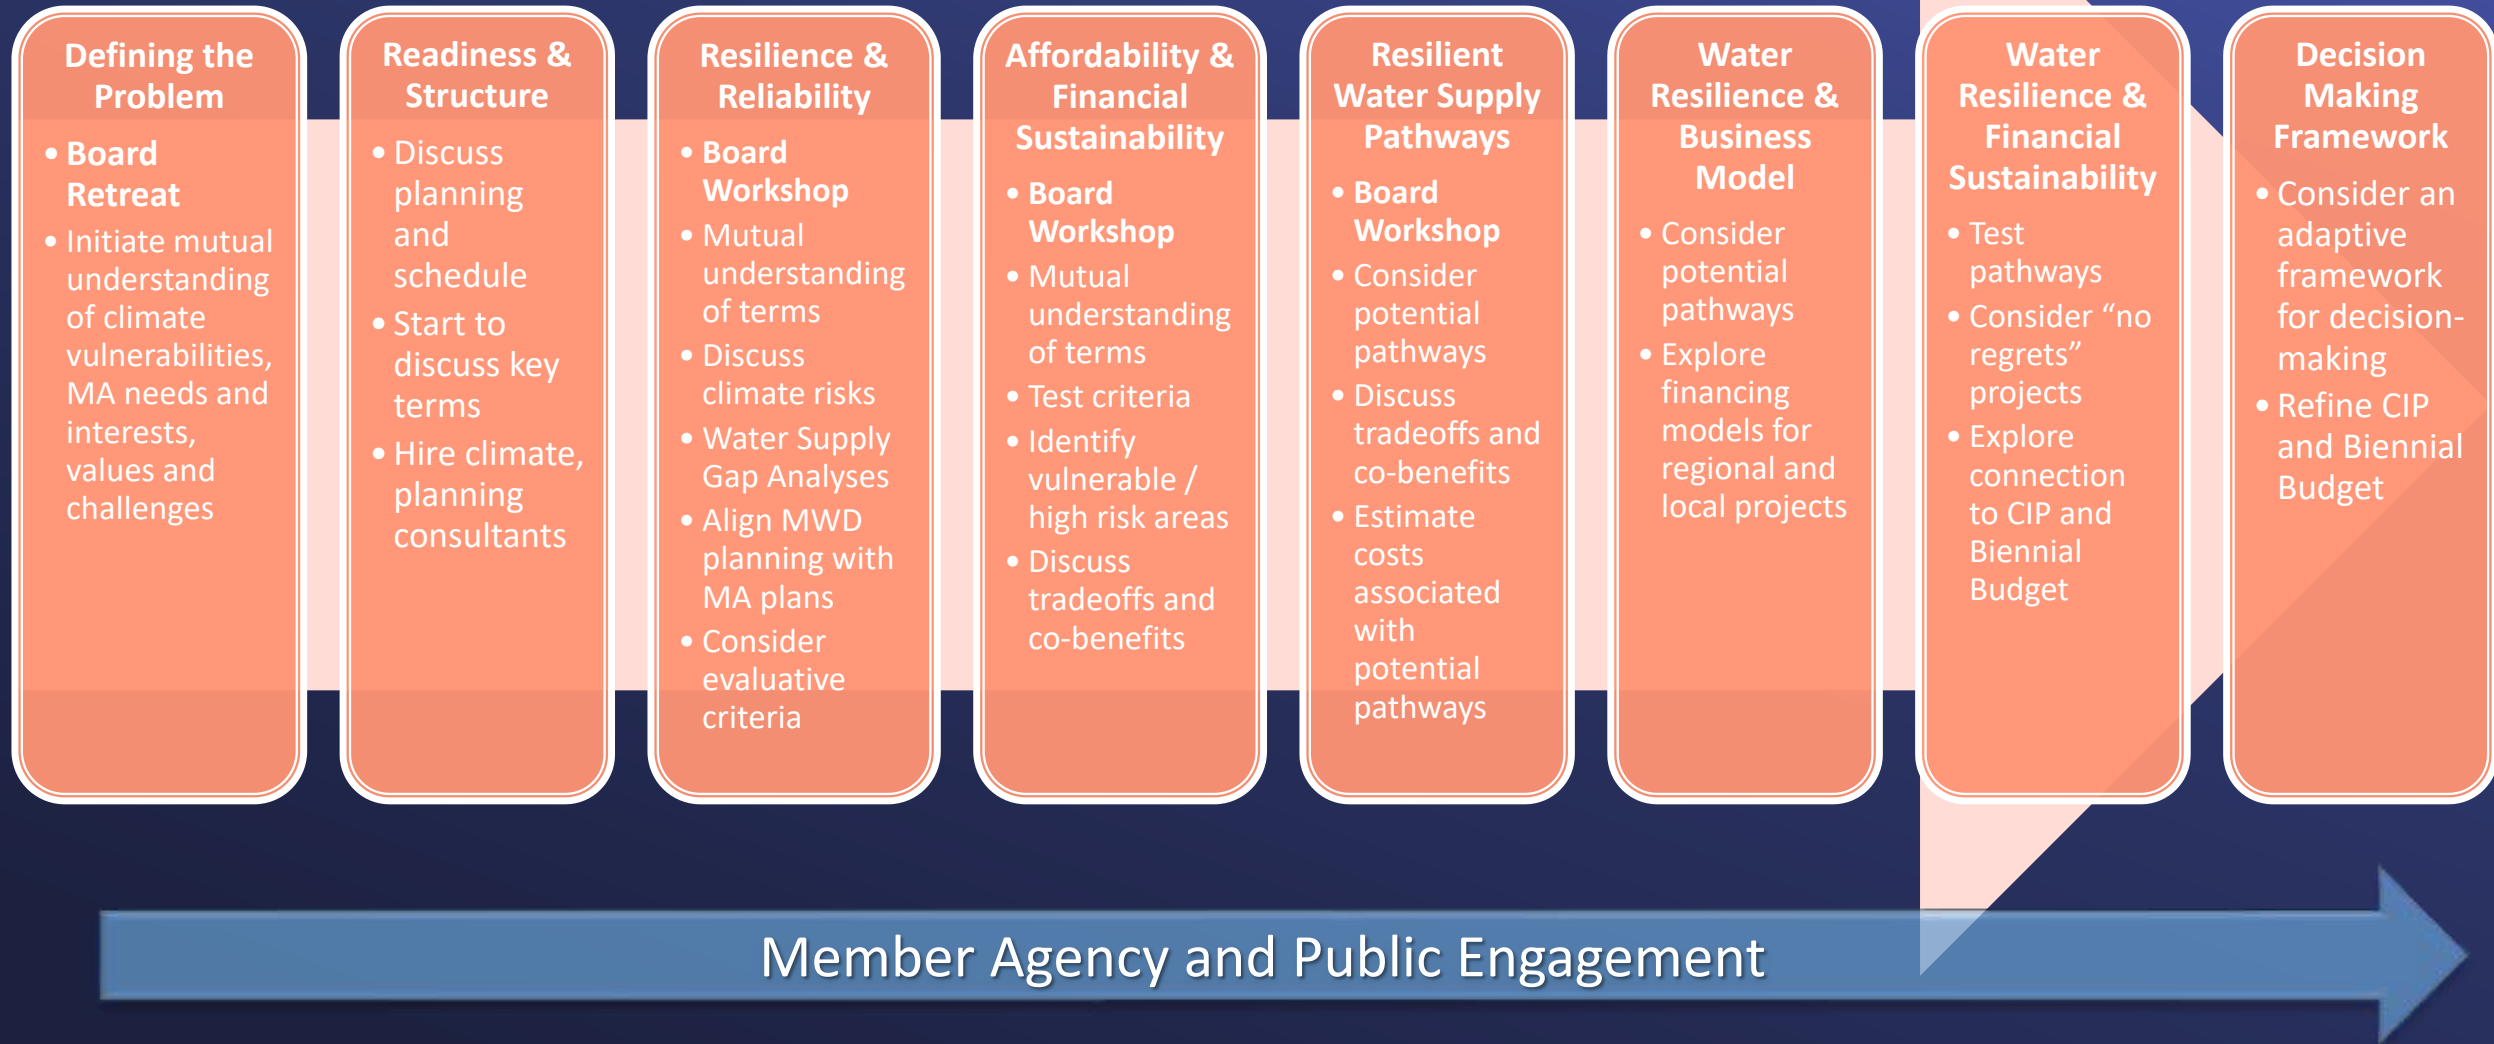 Defining the
Problem
• Board
Retreat
• Initiate mutual
understanding
of climate
vulnerabilities,
MA needs and
interests,
values and
challenges
Readiness &
Structure
• Discuss
planning
and
schedule
• Start to
discuss key
terms
• Hire climate,
planning
consultants
Resilience &
Reliability
• Board
Workshop
• Mutual
understanding
of terms
• Discuss
climate risks
• Water Supply
Gap Analyses
• Align MWD
planning with
MA plans
• Consider
evaluative
criteria
Affordability &
Financial
Sustainability
• Board
Workshop
• Mutual
understanding
of terms
• Test criteria
• Identify
vulnerable /
high risk areas
• Discuss
tradeoffs and
co-benefits
Resilient
Water Supply
Pathways
• Board
Workshop
• Consider
potential
pathways
• Discuss
tradeoffs and
co-benefits
• Estimate
costs
associated
with
potential
pathways
Water
Resilience &
Business
Model
• Consider
potential
pathways
• Explore
financing
models for
regional and
local projects
Water
Resilience &
Financial
Sustainability
• Test
pathways
• Consider “no
regrets”
projects
• Explore
connection
to CIP and
Biennial
Budget
Decision
Making
Framework
• Consider an
adaptive
framework
for decision-
making
• Refine CIP
and Biennial
Budget
Member Agency and Public Engagement